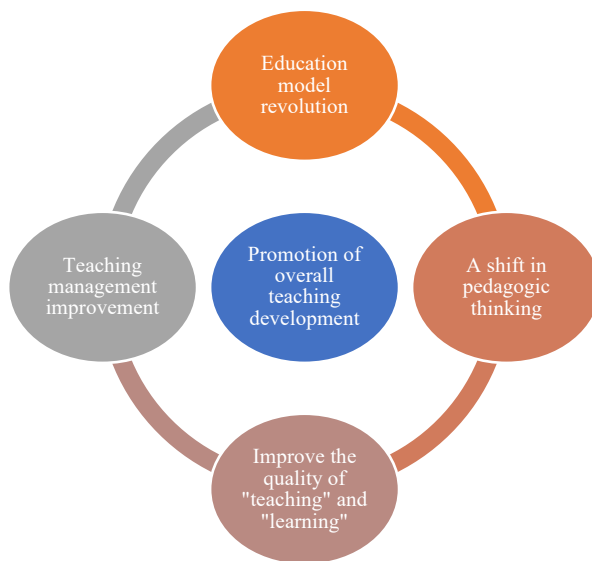 Education
model
revolution
Teaching
management
improvement
Promotion of
overall
teaching
development
A shift in
pedagogic
thinking
Improve the
quality of
"teaching" and
"learning"